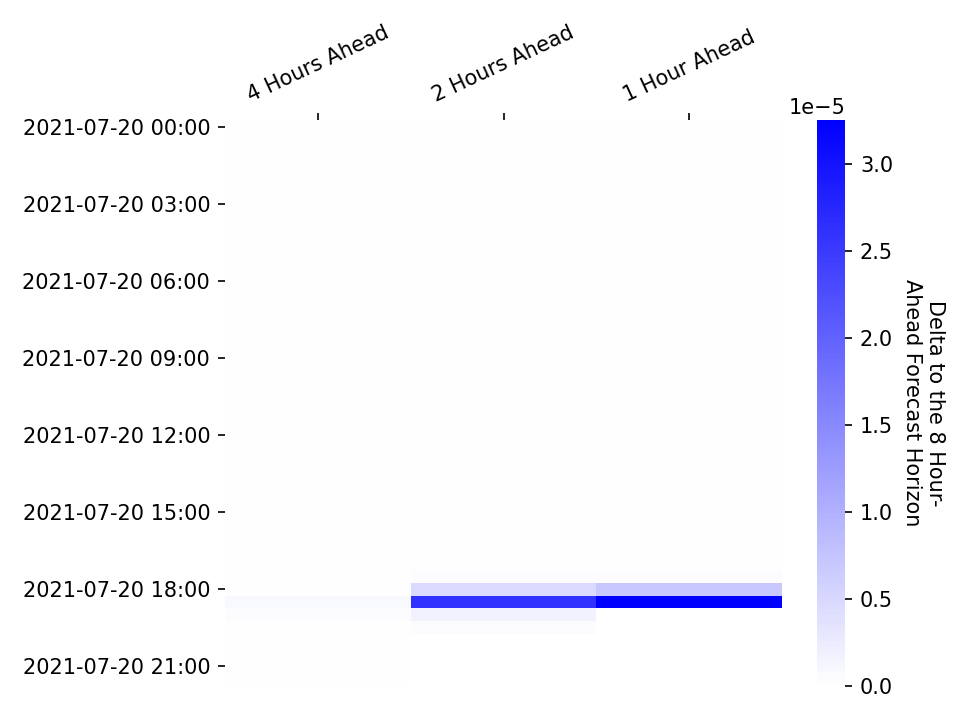 4 Hours Ahead
2 Hours Ahead
1 Hour Ahead
1e−5
2021-07-20 00:00
2021-07-20 03:00
2021-07-20 06:00
2021-07-20 09:00
2021-07-20 12:00
2021-07-20 15:00
2021-07-20 18:00
2021-07-20 21:00
3.0
2.5
2.0
1.5
1.0
0.5
0.0
Delta to the 8 Hour-
Ahead Forecast Horizon